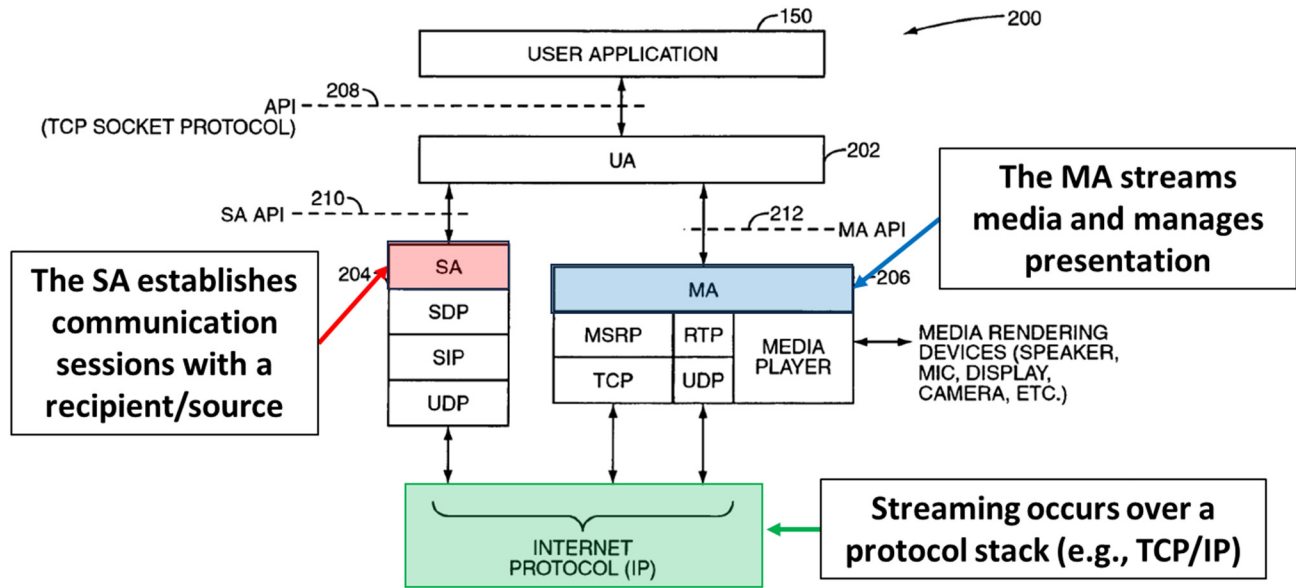 150
200
USER APPLICATION
208
API
(TCP SOCKET PROTOCOL)
UA
202
The MA streams
media and manages
presentation
210
SA API
212
MA API
The SA establishes
communication
sessions with a
recipient/source
204
SA
SDP
SIP
UDP
206
MA
MSRP
RTP
TCP
UDP
MEDIA
PLAYER
MEDIA RENDERING
DEVICES (SPEAKER,
MIC, DISPLAY,
CAMERA, ETC.)
INTERNET
PROTOCOL (IP)
Streaming occurs over a
protocol stack (e.g., TCP/IP)